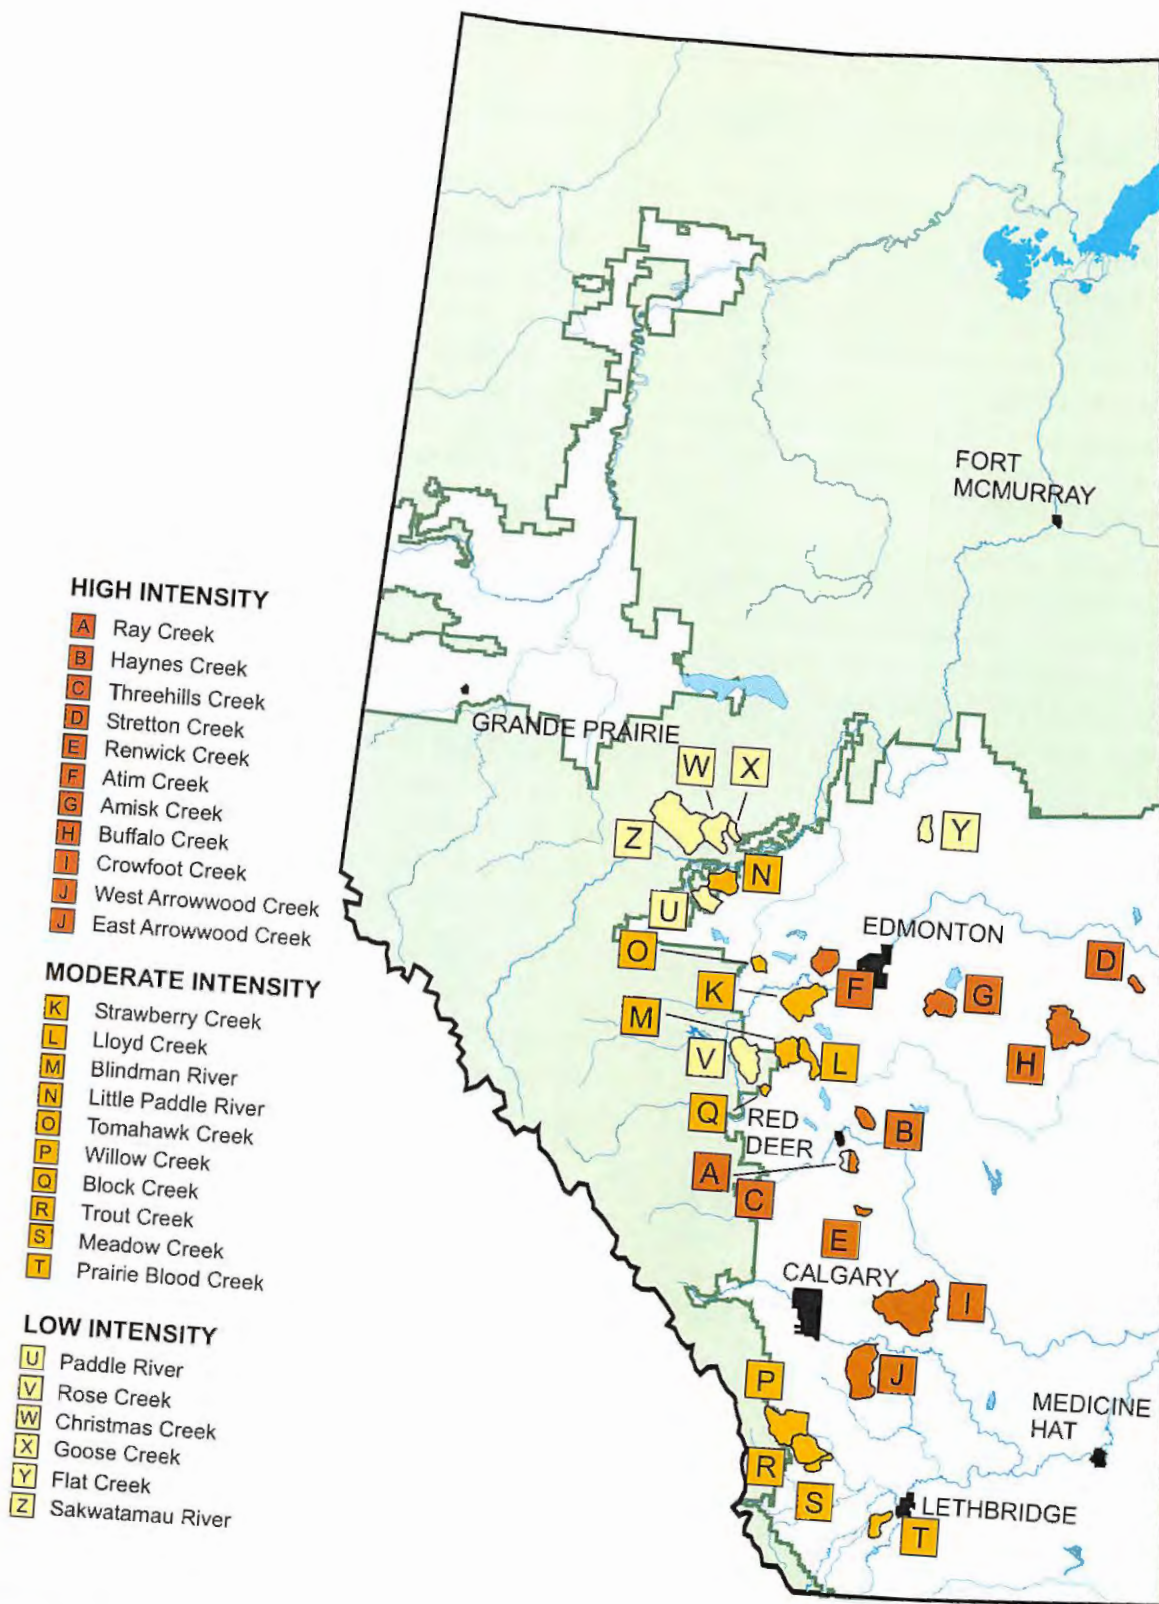 FORT
MCMURRAY
HIGH INTENSITY
A Ray Creek
B Haynes Creek
C Threehills Creek
D Stretton Creek
E Renwick Creek
F Atim Creek
G Amisk Creek
H Buffalo Creek
I Crowfoot Creek
J West Arrowwood Creek
J East Arrowwood Creek
MODERATE INTENSITY
K Strawberry Creek
L Lloyd Creek
M Blindman River
N Little Paddle River
O Tomahawk Creek
P Willow Creek
Q Block Creek
R Trout Creek
S Meadow Creek
T Prairie Blood Creek
LOW INTENSITY
U Paddle River
V Rose Creek
W Christmas Creek
X Goose Creek
Y Flat Creek
Z Sakwatamau River
GRANDE PRAIRIE
W
X
Z
Y
N
U
EDMONTON
O
D
K
F
G
M
V
L
H
Q
RED
DEER
B
A
C
E
CALGARY
I
P
J
MEDICINE
HAT
R
S
LETHBRIDGE
T